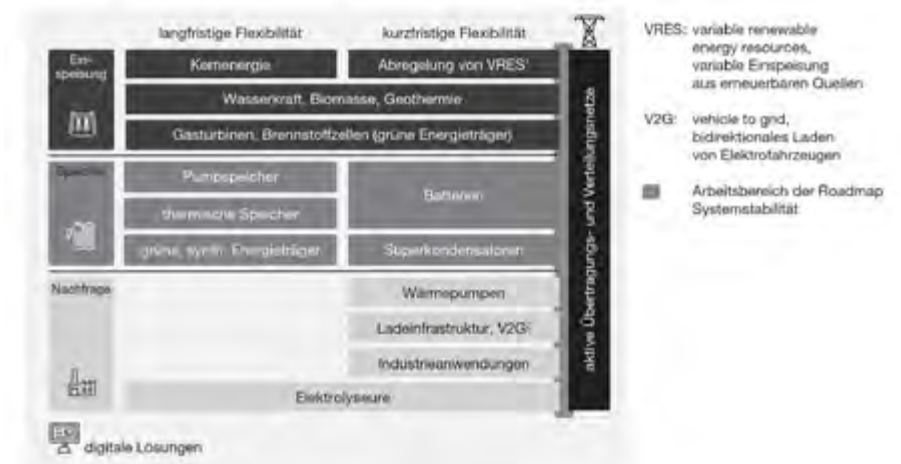 langfristige Flexibilität
kurzfristige Flexibilität
Ein-
speisung
Kernenergie
Abregelung von VRES¹
Wasserkraft, Biomasse, Geothermie
Gasturbinen, Brennstoffzellen (grüne Energieträger)
Speicher
Pumpspeicher
Batterien
thermische Speicher
grüne, synth. Energieträger
Superkondensatoren
Nachfrage
Wärmepumpen
Ladeinfrastruktur, V2G
Industrieanwendungen
Elektrolyseure
aktive Übertragungs- und Verteilungsnetze
digitale Lösungen
VRES: variable renewable
energy resources,
variable Einspeisung
aus erneuerbaren Quellen
V2G: vehicle to grid,
bidirektionales Laden
von Elektrofahrzeugen
Arbeitsbereich der Roadmap
Systemstabilität